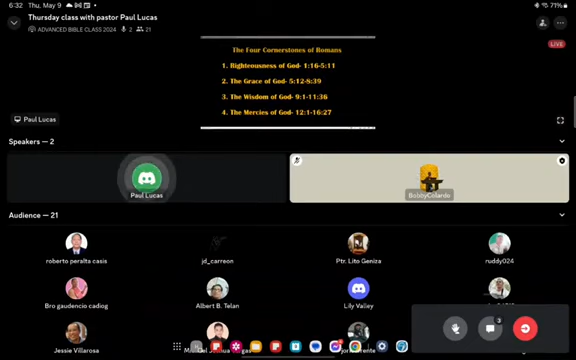 6:32 Thu, May 9
71%
Thursday class with pastor Paul Lucas
ADVANCED BIBLE CLASS 2024 2 21
LIVE
The Four Cornerstones of Romans
1. Righteousness of God- 1:16-5:11
2. The Grace of God- 5:12-8:39
3. The Wisdom of God- 9:1-11:36
4. The Mercies of God- 12:1-16:27
Paul Lucas
Speakers — 2
Paul Lucas
BobbyCollardo
Audience — 21
roberto peralta casis
jd_carreon
Ptr. Lito Geniza
ruddy024
Bro gaudencio cadiog
Albert B. Telan
Lily Valley
3
Jessie Villarosa